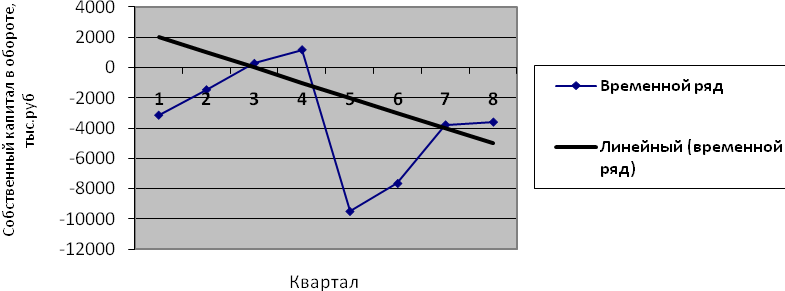 Собственный капитал в обороте,
тыс.руб
4000
2000
0
-2000
-4000
-6000
-8000
-10000
-12000
1 2 3 4 5 6 7 8
Квартал
Временной ряд
Линейный (временной
ряд)